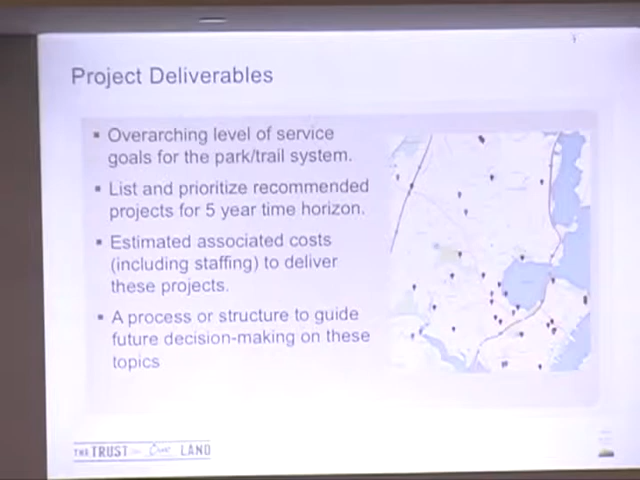 Project Deliverables
▪ Overarching level of service
goals for the park/trail system.
▪ List and prioritize recommended
projects for 5 year time horizon.
▪ Estimated associated costs
(including staffing) to deliver
these projects.
▪ A process or structure to guide
future decision-making on these
topics
THE TRUST LAND